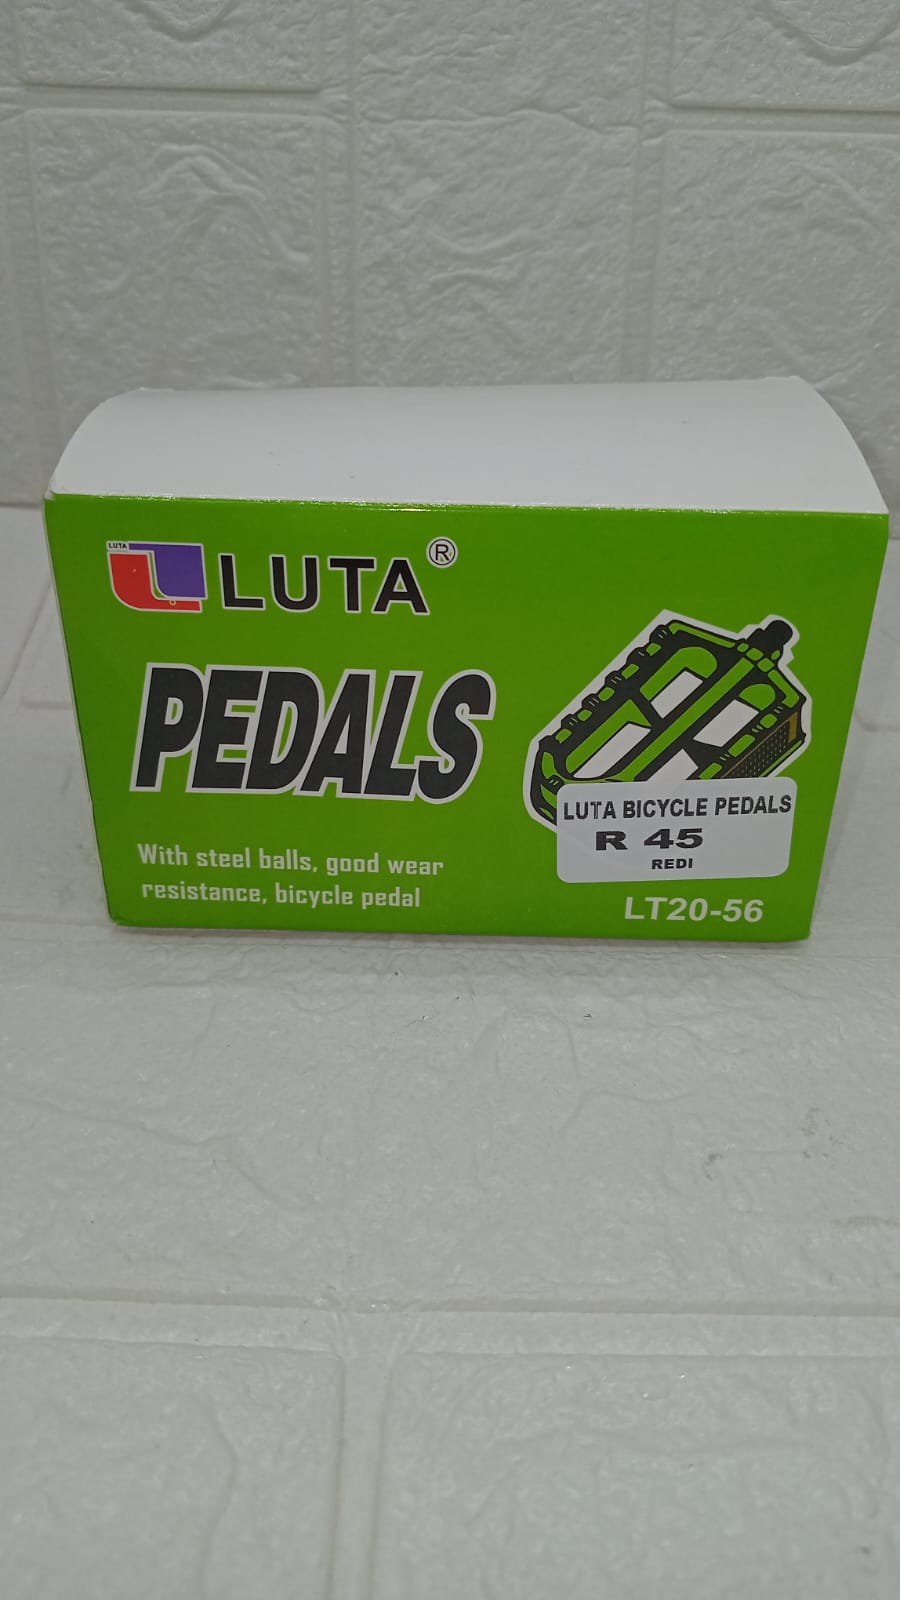 LUTA
LUTA ®
PEDALS
With steel balls, good wear
resistance, bicycle pedal
LUTA BICYCLE PEDALS
R 45
REDI
LT20-56